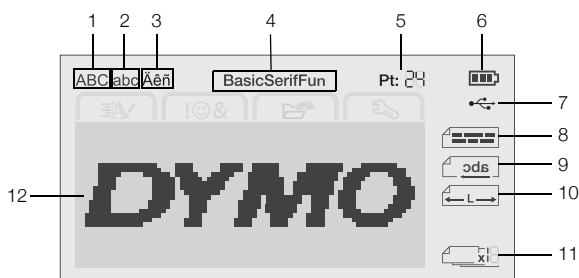 1 2 3 4 5 6
ABC abc Äêñ BasicSerifFun Pt: 24
!☺&
7
8
abc 9
L 10
12 DYMO
x 11